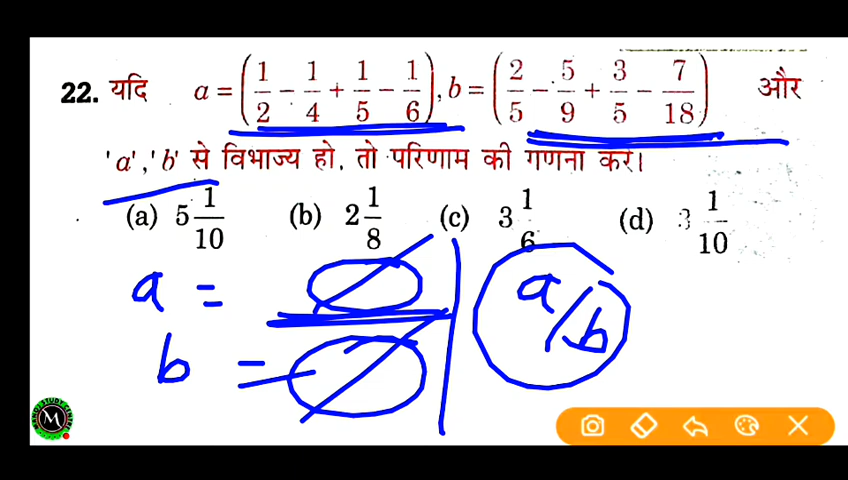 22. यदि a = (1/2 − 1/4 + 1/5 − 1/6), b = (2/5 − 5/9 + 3/5 − 7/18) और
'a', 'b' से विभाज्य हो, तो परिणाम की गणना करें।
(a) 5 1/10 (b) 2 1/8 (c) 3 1/6 (d) 3 1/10
a =
b =
a/b
M